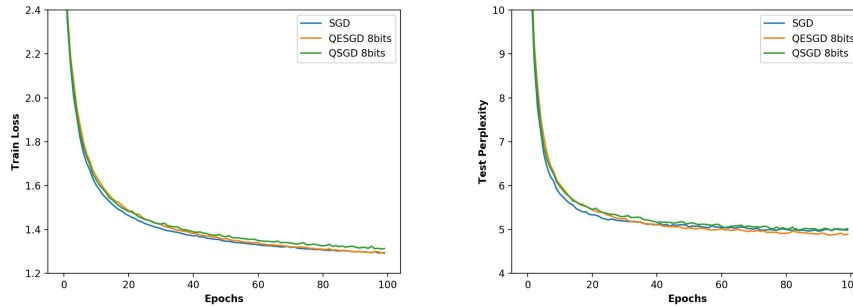 2.4
2.2
2.0
1.8
1.6
1.4
1.2
Train Loss
0 20 40 60 80 100
Epochs
SGD
QESGD 8bits
QSGD 8bits
10
9
8
7
6
5
4
Test Perplexity
0 20 40 60 80
Epochs
SGD
QESGD 8bits
QSGD 8bits